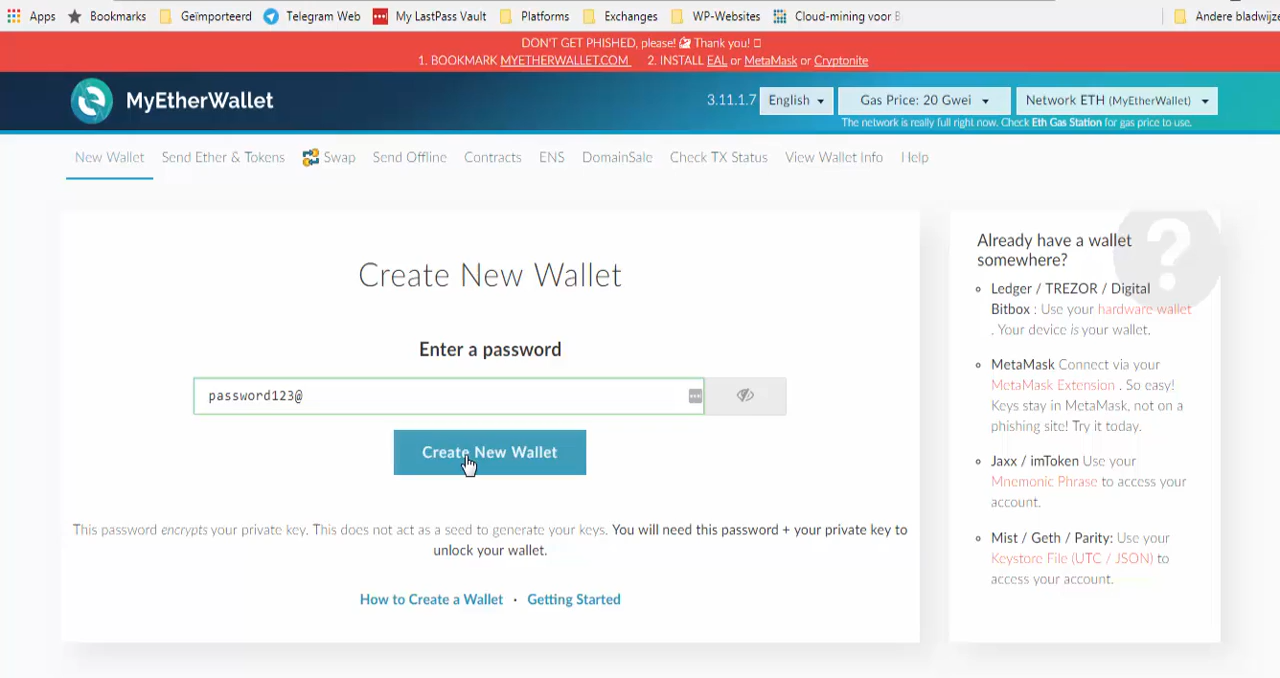 Apps Bookmarks Geïmporteerd Telegram Web My LastPass Vault Platforms Exchanges WP-Websites Cloud-mining voor Andere bladwijze
DON'T GET PHISHED, please! Thank you!
1. BOOKMARK MYETHERWALLET.COM 2. INSTALL EAL or MetaMask or Cryptonite
MyEtherWallet 3.11.1.7 English Gas Price: 20 Gwei Network ETH (MyEtherWallet)
The network is really full right now. Check Eth Gas Station for gas price to use.
New Wallet Send Ether & Tokens Swap Send Offline Contracts ENS DomainSale Check TX Status View Wallet Info Help
Create New Wallet
Enter a password
password123@
Create New Wallet
This password encrypts your private key. This does not act as a seed to generate your keys. You will need this password + your private key to
unlock your wallet.
How to Create a Wallet · Getting Started
Already have a wallet
somewhere?
Ledger / TREZOR / Digital
Bitbox : Use your hardware wallet
. Your device is your wallet.
MetaMask Connect via your
MetaMask Extension . So easy!
Keys stay in MetaMask, not on a
phishing site! Try it today.
Jaxx / imToken Use your
Mnemonic Phrase to access your
account.
Mist / Geth / Parity: Use your
Keystore File (UTC / JSON) to
access your account.